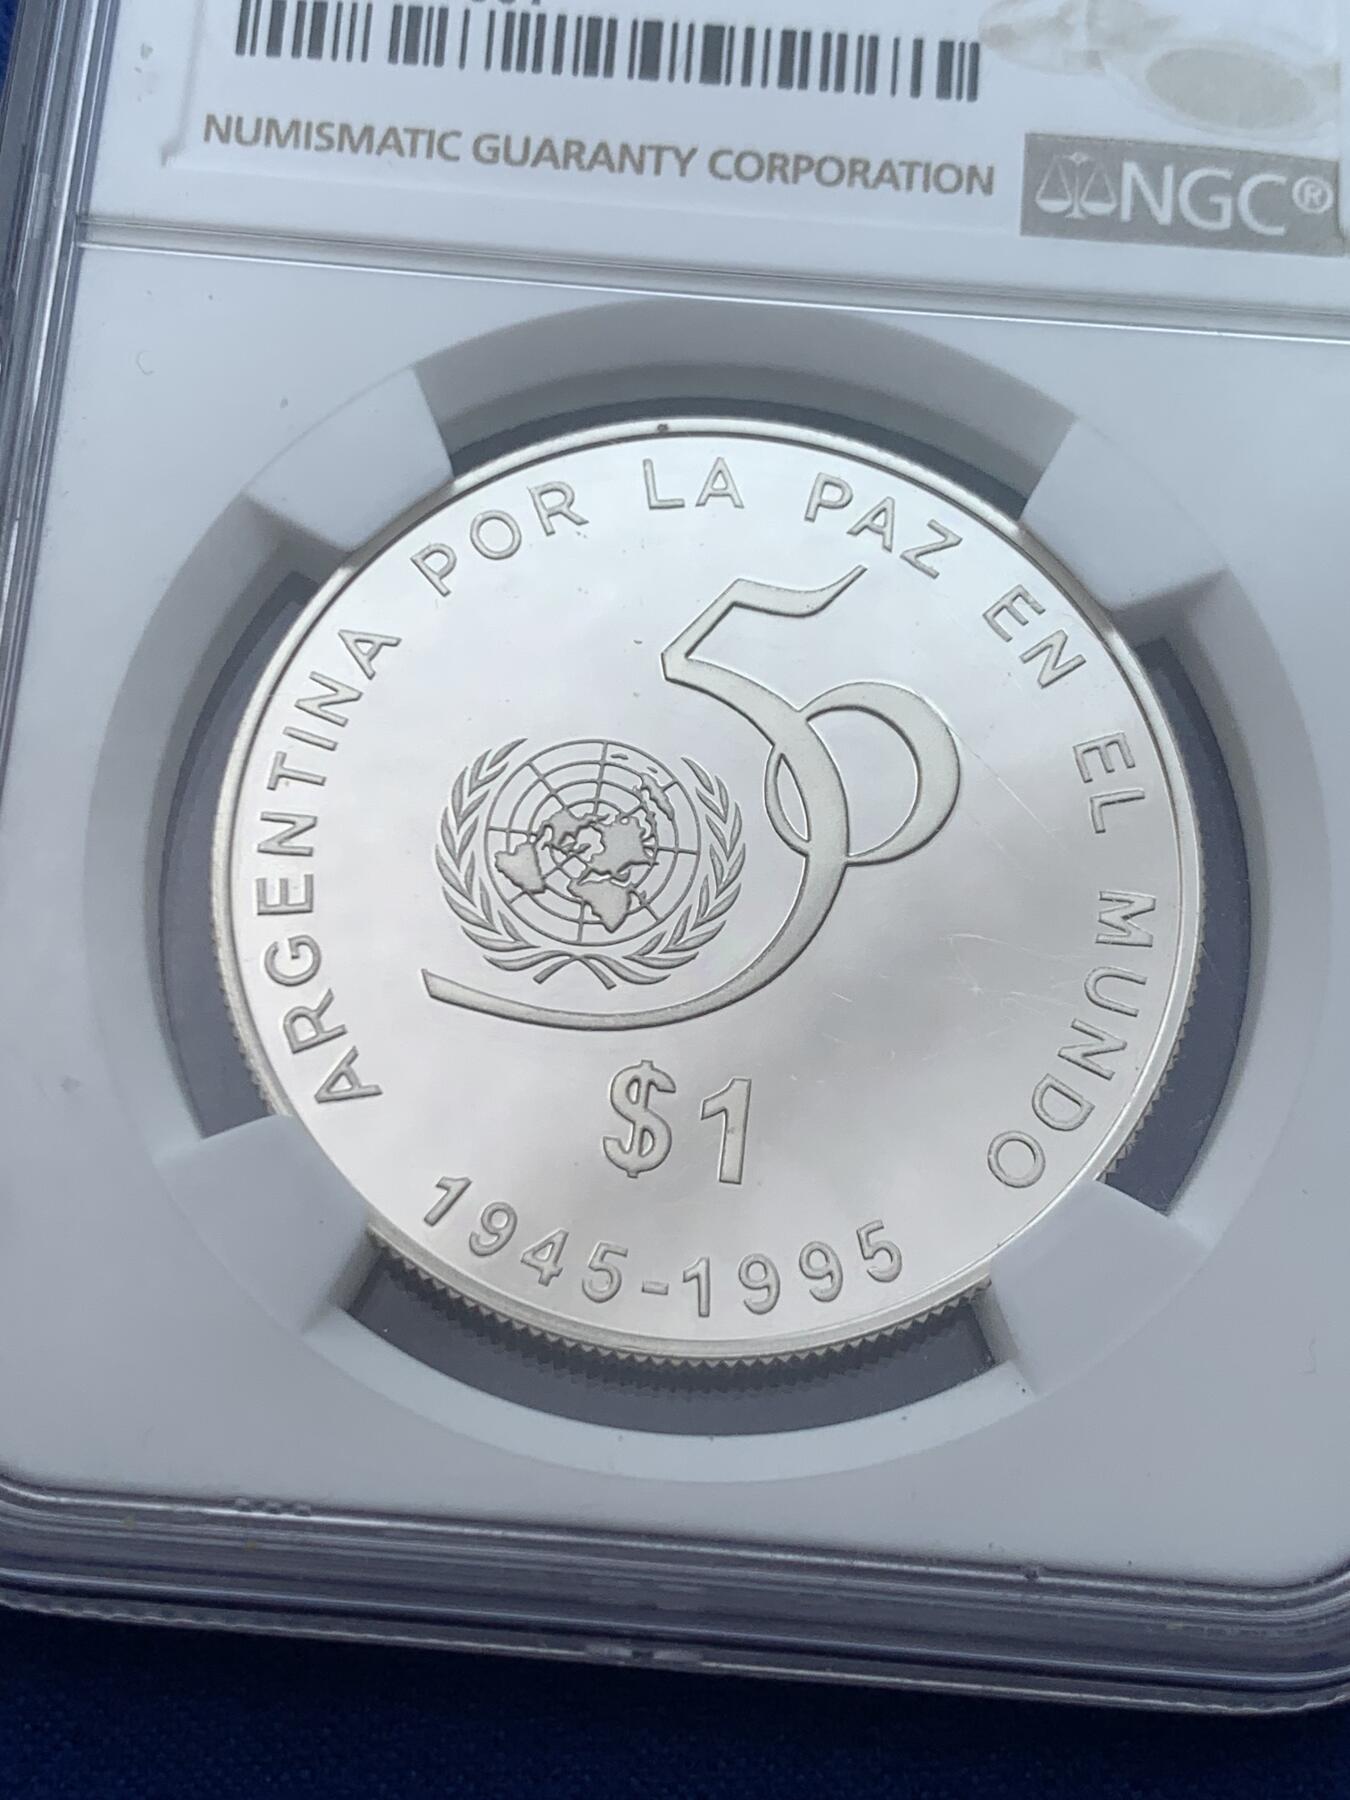 NUMISMATIC GUARANTY CORPORATION
NGC®
ARGENTINA POR LA PAZ EN EL MUNDO
50
$1
1945-1995